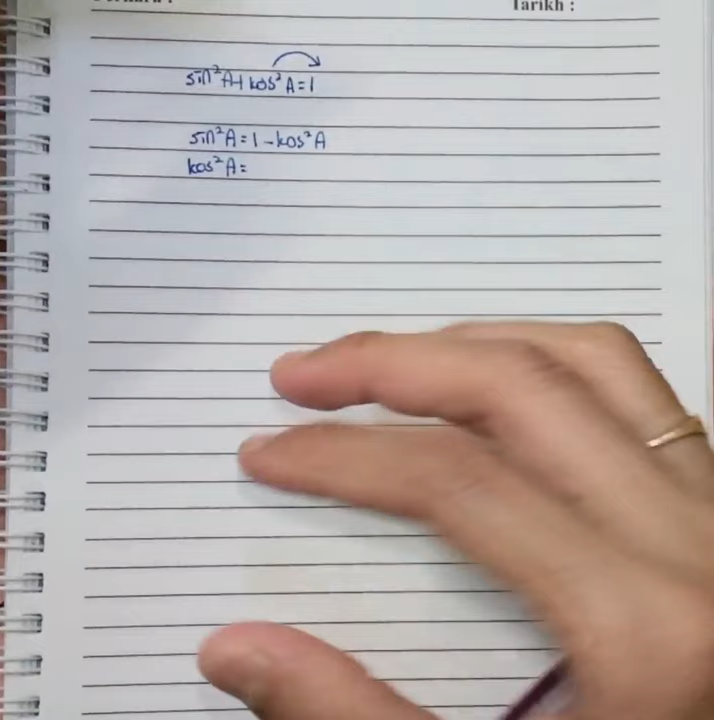 Tarikh :
sin²A + kos²A = 1
sin²A = 1 - kos²A
kos²A =